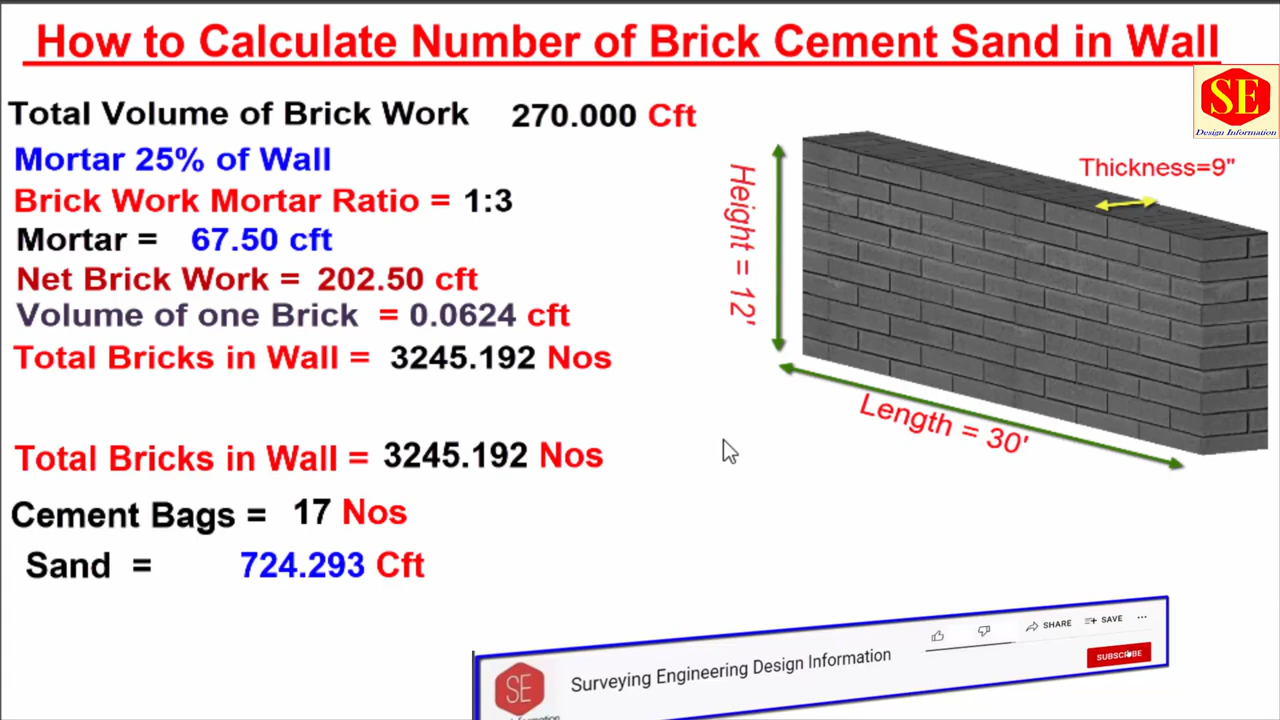 How to Calculate Number of Brick Cement Sand in Wall
SE
Design Information
Total Volume of Brick Work 270.000 Cft
Mortar 25% of Wall
Brick Work Mortar Ratio = 1:3
Mortar = 67.50 cft
Net Brick Work = 202.50 cft
Volume of one Brick = 0.0624 cft
Total Bricks in Wall = 3245.192 Nos
Thickness=9"
Height = 12'
Length = 30'
Total Bricks in Wall = 3245.192 Nos
Cement Bags = 17 Nos
Sand = 724.293 Cft
SE
Surveying Engineering Design Information
SHARE
SAVE
SUBSCRIBE